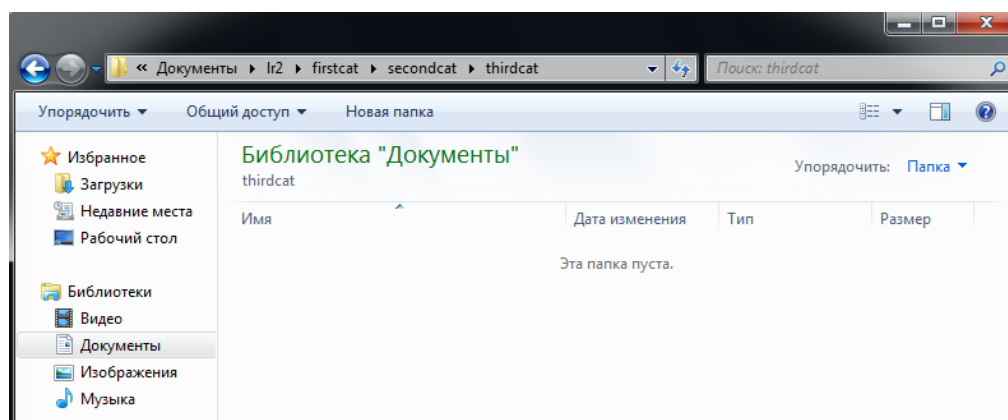 « Документы ▸ lr2 ▸ firstcat ▸ secondcat ▸ thirdcat
Поиск: thirdcat
Упорядочить ▼ Общий доступ ▼ Новая папка
Избранное
Загрузки
Недавние места
Рабочий стол
Библиотеки
Видео
Документы
Изображения
Музыка
Библиотека "Документы"
thirdcat
Упорядочить: Папка ▼
Имя Дата изменения Тип Размер
Эта папка пуста.